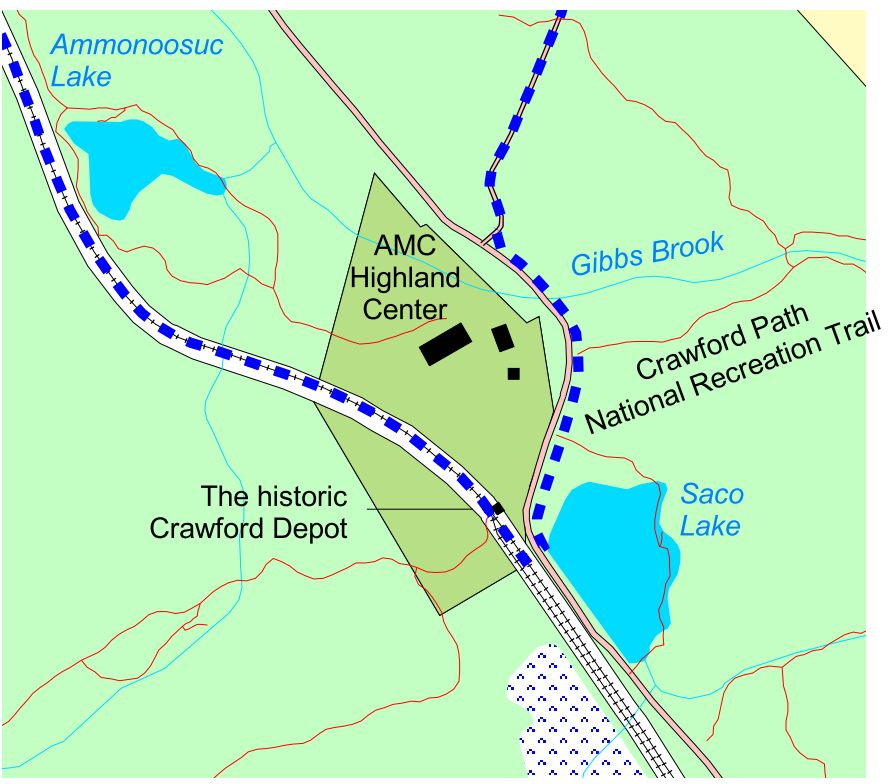 Ammonoosuc
Lake
AMC
Highland
Center
Gibbs Brook
Crawford Path
National Recreation Trail
The historic
Crawford Depot
Saco
Lake